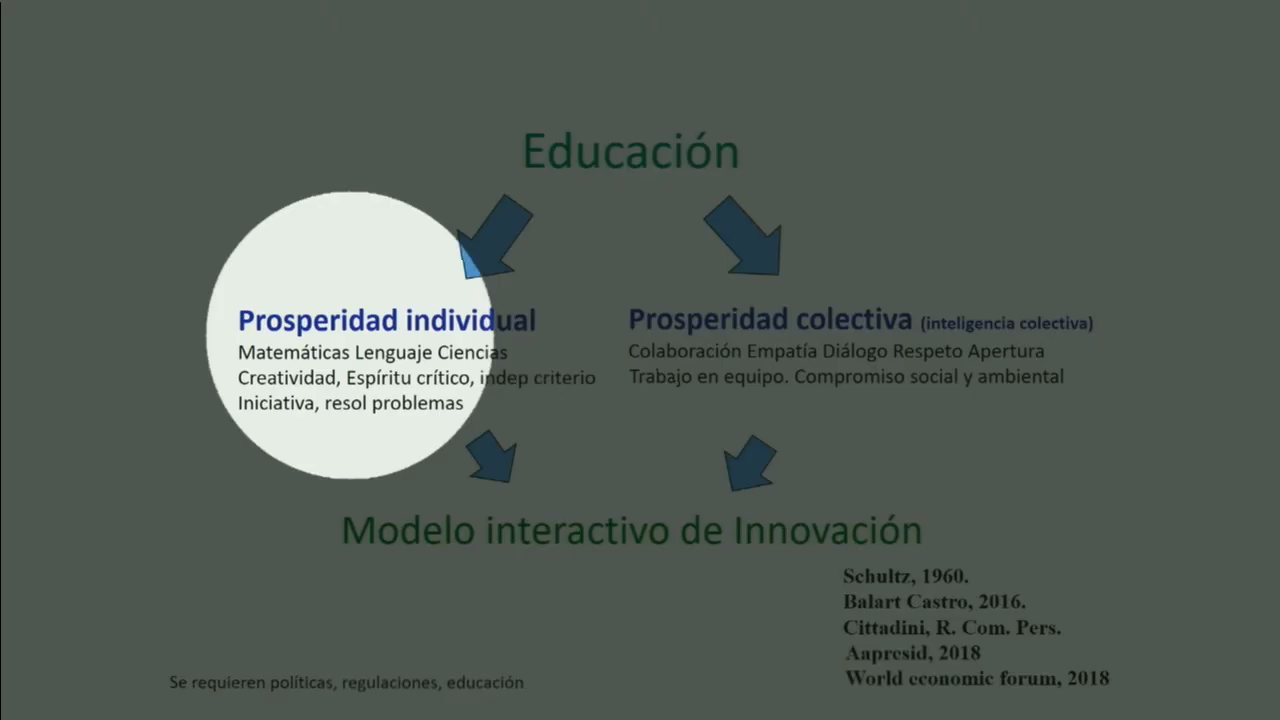 Educación
Prosperidad individual
Matemáticas Lenguaje Ciencias
Creatividad, Espíritu crítico, indep criterio
Iniciativa, resol problemas
Prosperidad colectiva (inteligencia colectiva)
Colaboración Empatía Diálogo Respeto Apertura
Trabajo en equipo. Compromiso social y ambiental
Modelo interactivo de Innovación
Schultz, 1960.
Balart Castro, 2016.
Cittadini, R. Com. Pers.
Aapresid, 2018
World economic forum, 2018
Se requieren políticas, regulaciones, educación